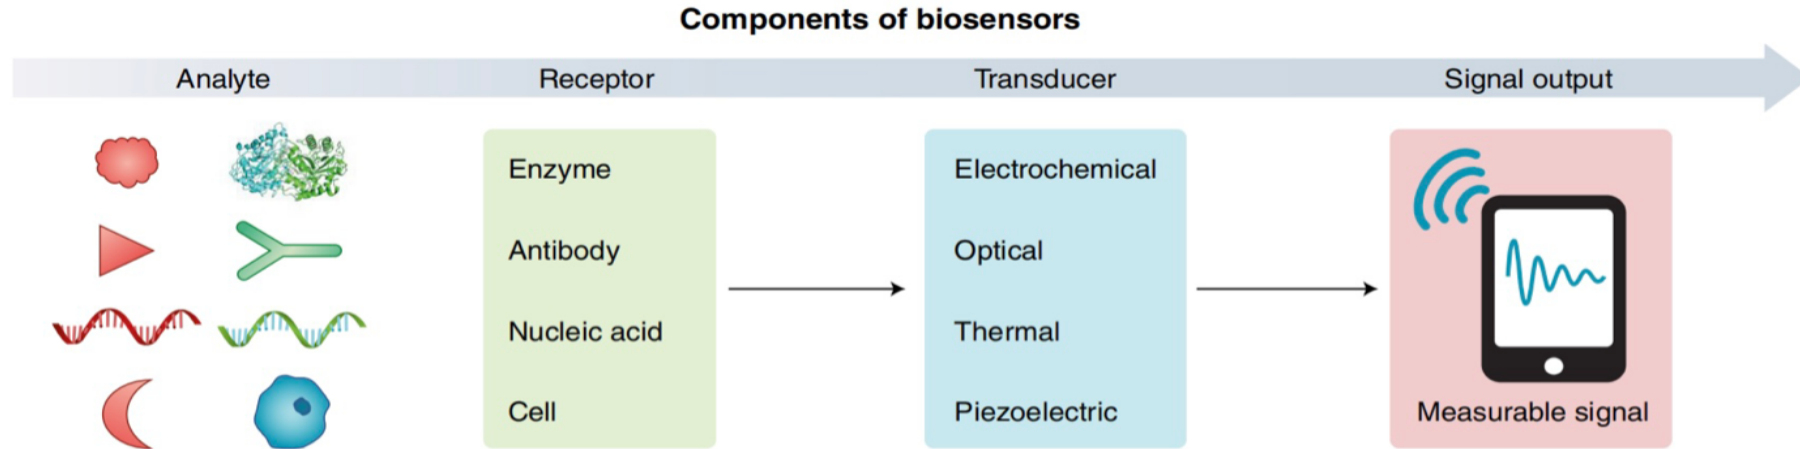 Components of biosensors
Analyte
Receptor
Transducer
Signal output
Enzyme
Antibody
Nucleic acid
Cell
Electrochemical
Optical
Thermal
Piezoelectric
Measurable signal